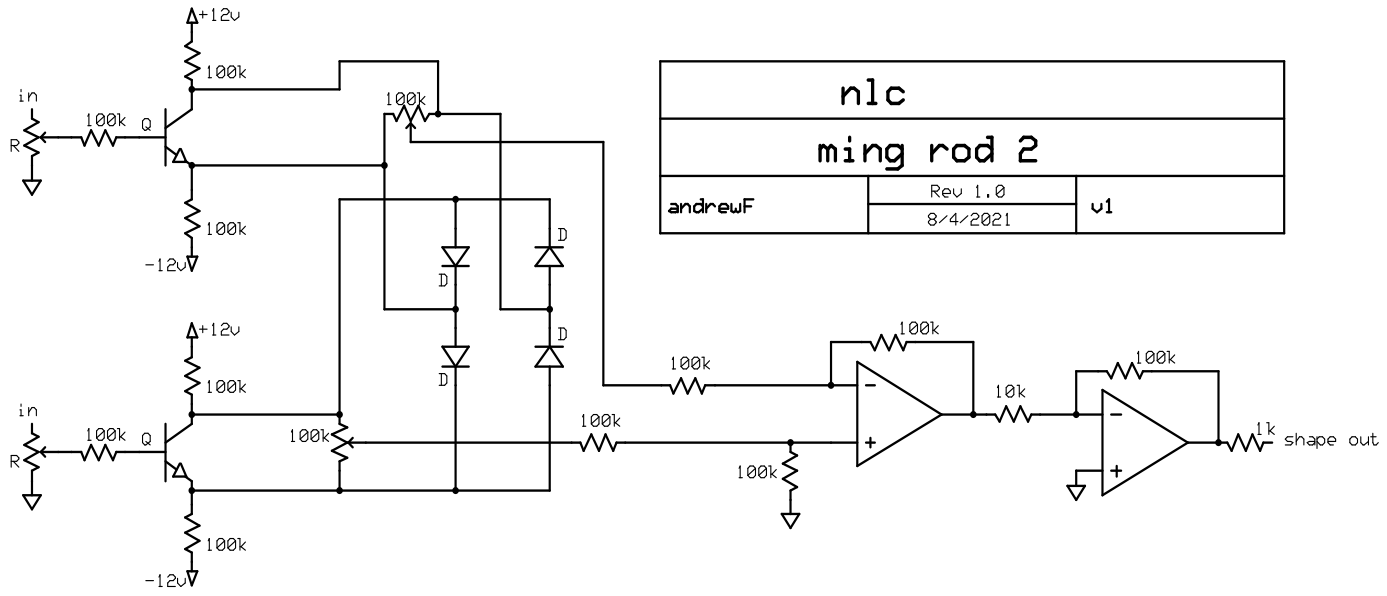 +12v
100k
in
100k
Q
R
100k
-12v
100k
D
D
D
D
nlc
ming rod 2
andrewF
Rev 1.0
8/4/2021
v1
+12v
100k
in
100k
Q
R
100k
100k
-12v
100k
100k
100k
100k
-
+
10k
100k
-
+
1k
shape out